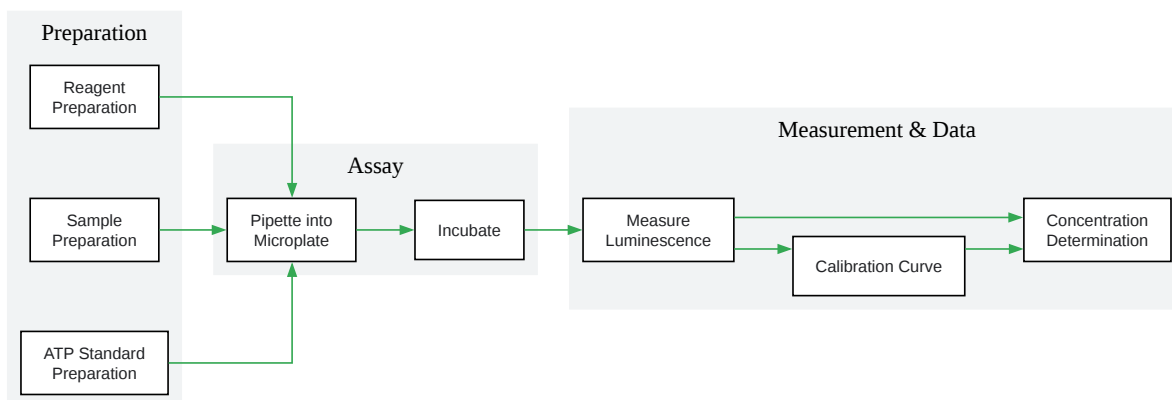 Preparation
Reagent
Preparation
Sample
Preparation
ATP Standard
Preparation
Assay
Pipette into
Microplate
Incubate
Measurement & Data
Measure
Luminescence
Calibration Curve
Concentration
Determination